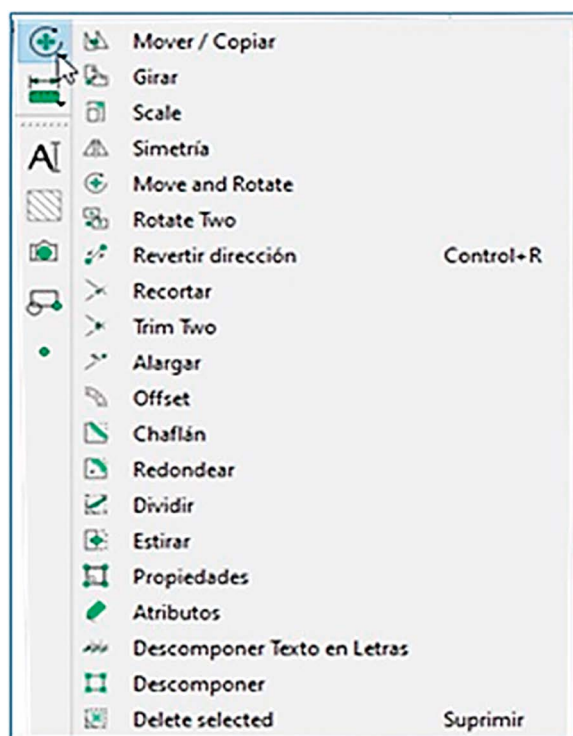 Mover / Copiar
Girar
Scale
Simetría
Move and Rotate
Rotate Two
Revertir dirección Control+R
Recortar
Trim Two
Alargar
Offset
Chaflán
Redondear
Dividir
Estirar
Propiedades
Atributos
Descomponer Texto en Letras
Descomponer
Delete selected Suprimir